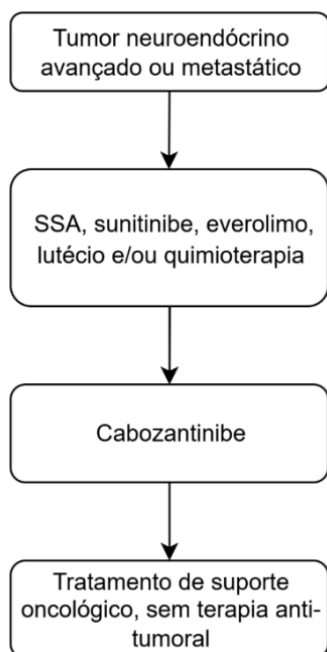 Tumor neuroendócrino
avançado ou metastático
SSA, sunitinibe, everolimo,
lutécio e/ou quimioterapia
Cabozantinibe
Tratamento de suporte
oncológico, sem terapia anti-
tumoral